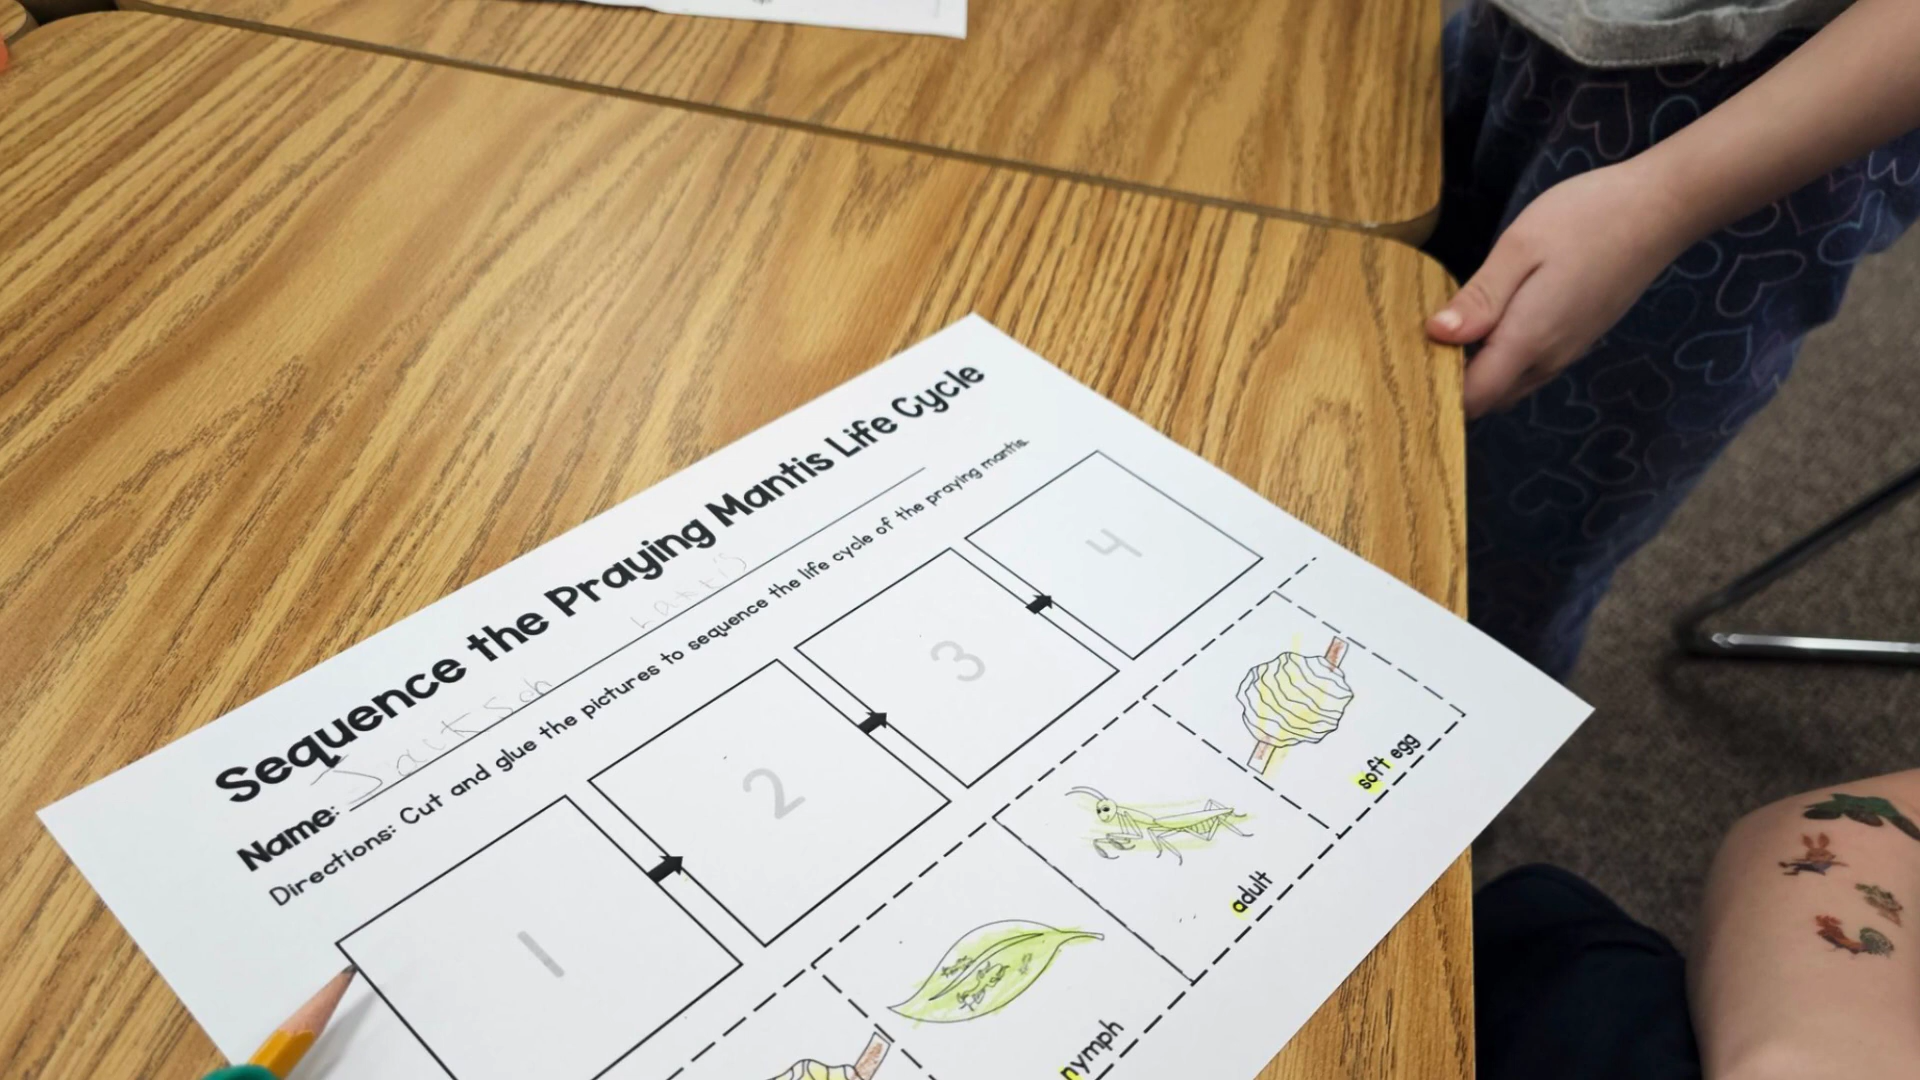 Sequence the Praying Mantis Life Cycle
Name: Jackson
Directions: Cut and glue the pictures to sequence the life cycle of the praying mantis.
1
2
3
4
nymph
adult
soft egg